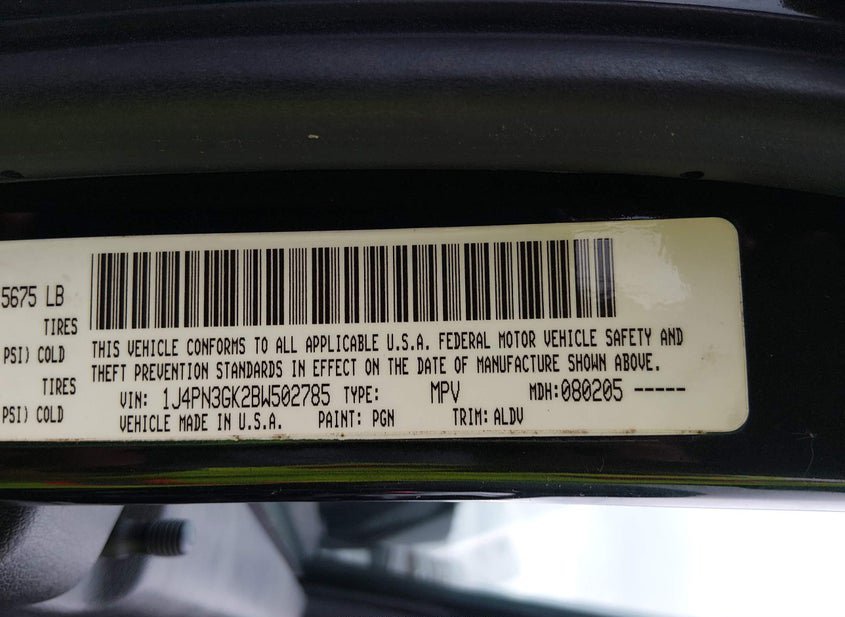 5675 LB
TIRES
PSI) COLD
TIRES
PSI) COLD
THIS VEHICLE CONFORMS TO ALL APPLICABLE U.S.A. FEDERAL MOTOR VEHICLE SAFETY AND
THEFT PREVENTION STANDARDS IN EFFECT ON THE DATE OF MANUFACTURE SHOWN ABOVE.
VIN: 1J4PN3GK2BW502785 TYPE: MPV MDH:080205 -----
VEHICLE MADE IN U.S.A. PAINT: PGN TRIM: ALDV